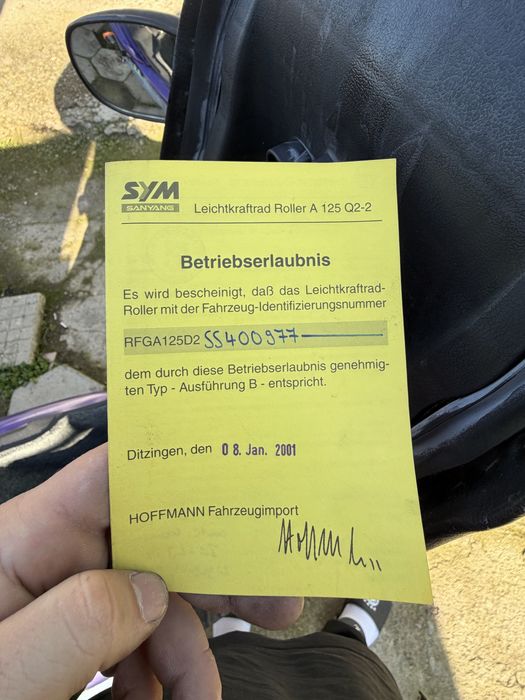 SYM
SANYANG
Leichtkraftrad Roller A 125 Q2-2
Betriebserlaubnis
Es wird bescheinigt, daß das Leichtkraftrad-
Roller mit der Fahrzeug-Identifizierungsnummer
RFGA125D2 SS400977
dem durch diese Betriebserlaubnis genehmig-
ten Typ - Ausführung B - entspricht.
Ditzingen, den 08. Jan. 2001
HOFFMANN Fahrzeugimport